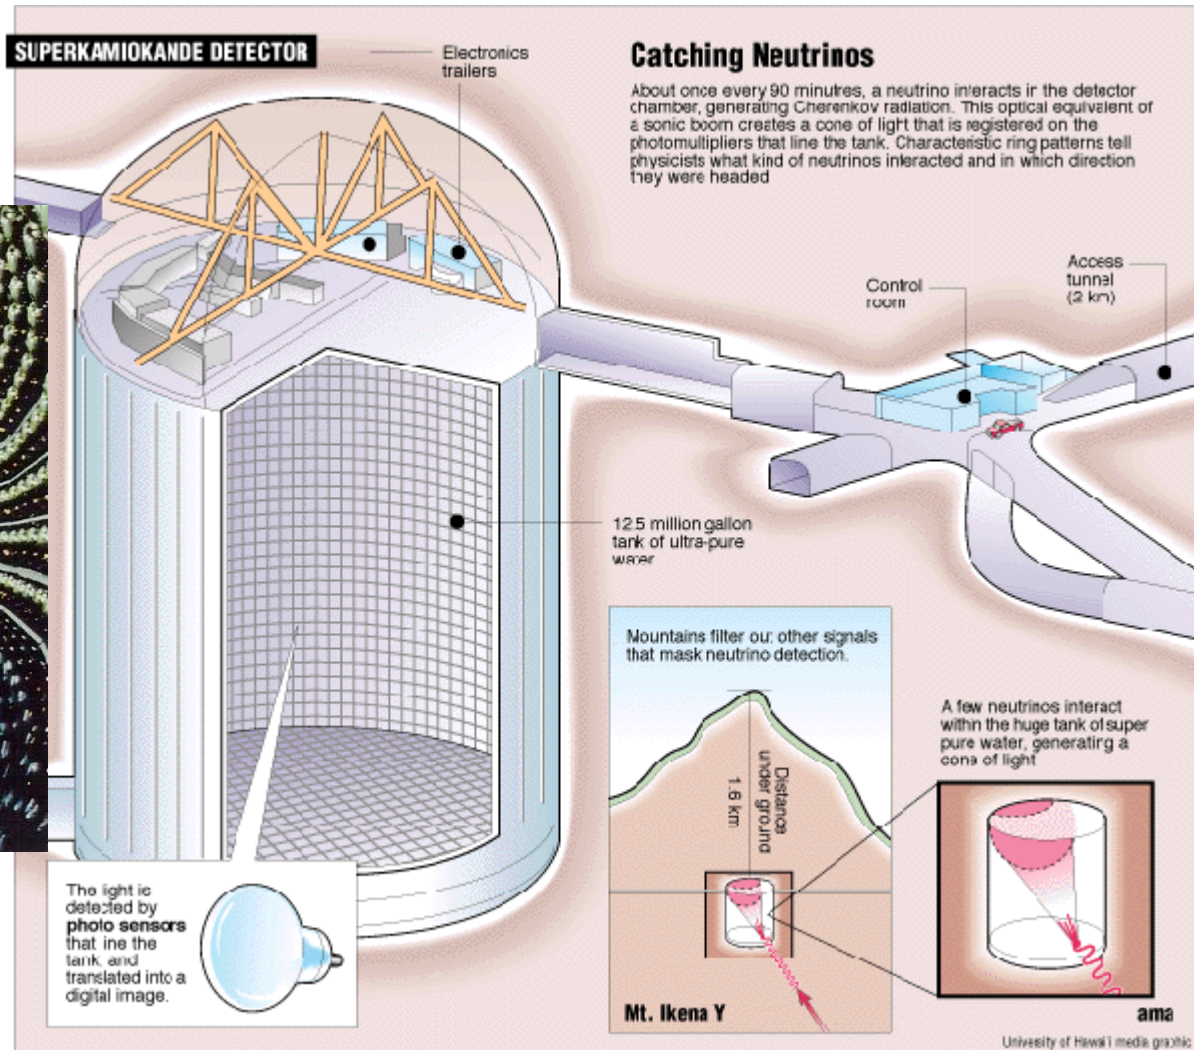 SUPERKAMIOKANDE DETECTOR
Electronics
trailers
Catching Neutrinos
About once every 90 minutres, a neutrino interacts in the detector
chamber, generating Cherenkov radiation. This optical equivalent of
a sonic boom creates a cone of light that is registered on the
photomultipliers that line the tank. Characteristic ring patterns tell
physicists what kind of neutrinos interacted and in which direction
they were headed
Control
room
Access
tunnel
(2 km)
12.5 million gallon
tank of ultra-pure
water
Mountains filter out other signals
that mask neutrino detection.
Distance
under ground
1.6 km
Mt. Ikena Y
A few neutrinos interact
within the huge tank of super
pure water, generating a
cone of light
ama
The light is
detected by
photo sensors
that line the
tank, and
translated into a
digital image.
University of Hawai'i media graphic